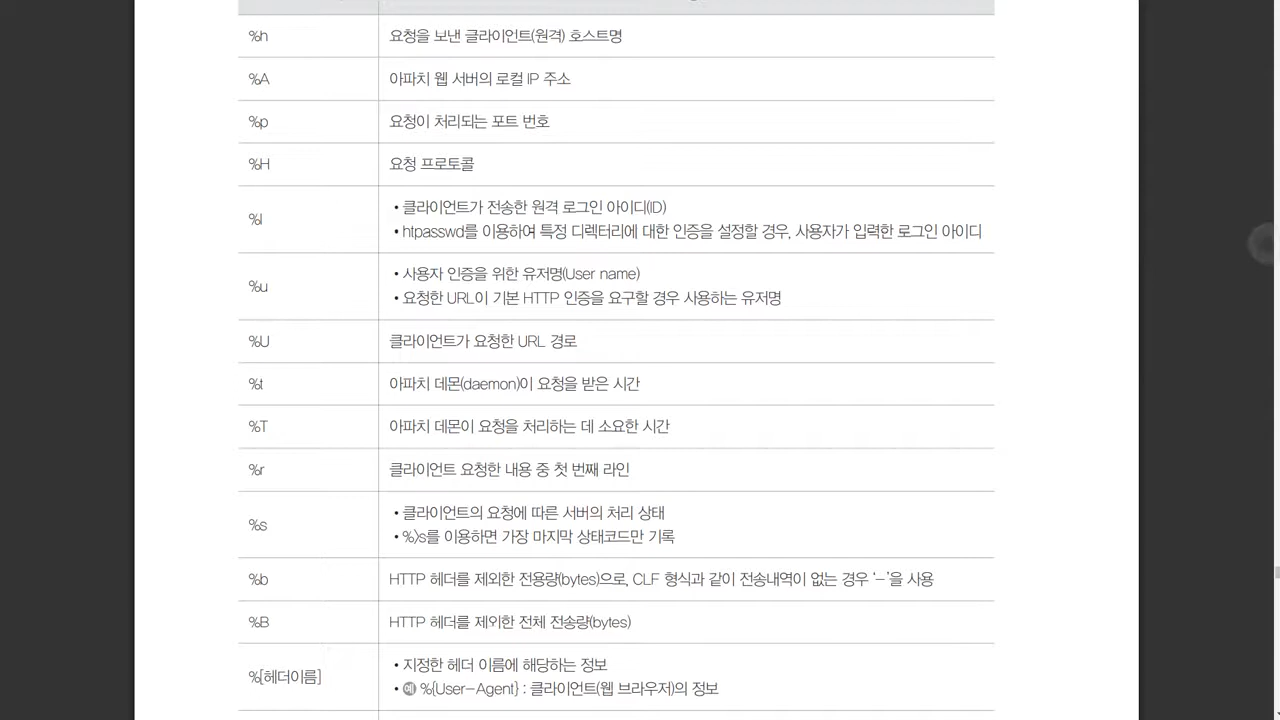 %h 요청을 보낸 클라이언트(원격) 호스트명
%A 아파치 웹 서버의 로컬 IP 주소
%p 요청이 처리되는 포트 번호
%H 요청 프로토콜
%l
• 클라이언트가 전송한 원격 로그인 아이디(ID)
• htpasswd를 이용하여 특정 디렉터리에 대한 인증을 설정할 경우, 사용자가 입력한 로그인 아이디
%u
• 사용자 인증을 위한 유저명(User name)
• 요청한 URL이 기본 HTTP 인증을 요구할 경우 사용하는 유저명
%U 클라이언트가 요청한 URL 경로
%t 아파치 데몬(daemon)이 요청을 받은 시간
%T 아파치 데몬이 요청을 처리하는 데 소요한 시간
%r 클라이언트 요청한 내용 중 첫 번째 라인
%s
• 클라이언트의 요청에 따른 서버의 처리 상태
• %>s를 이용하면 가장 마지막 상태코드만 기록
%b HTTP 헤더를 제외한 전용량(bytes)으로, CLF 형식과 같이 전송내역이 없는 경우 ‘-’을 사용
%B HTTP 헤더를 제외한 전체 전송량(bytes)
%[헤더이름]
• 지정한 헤더 이름에 해당하는 정보
• 예 %{User-Agent} : 클라이언트(웹 브라우저)의 정보